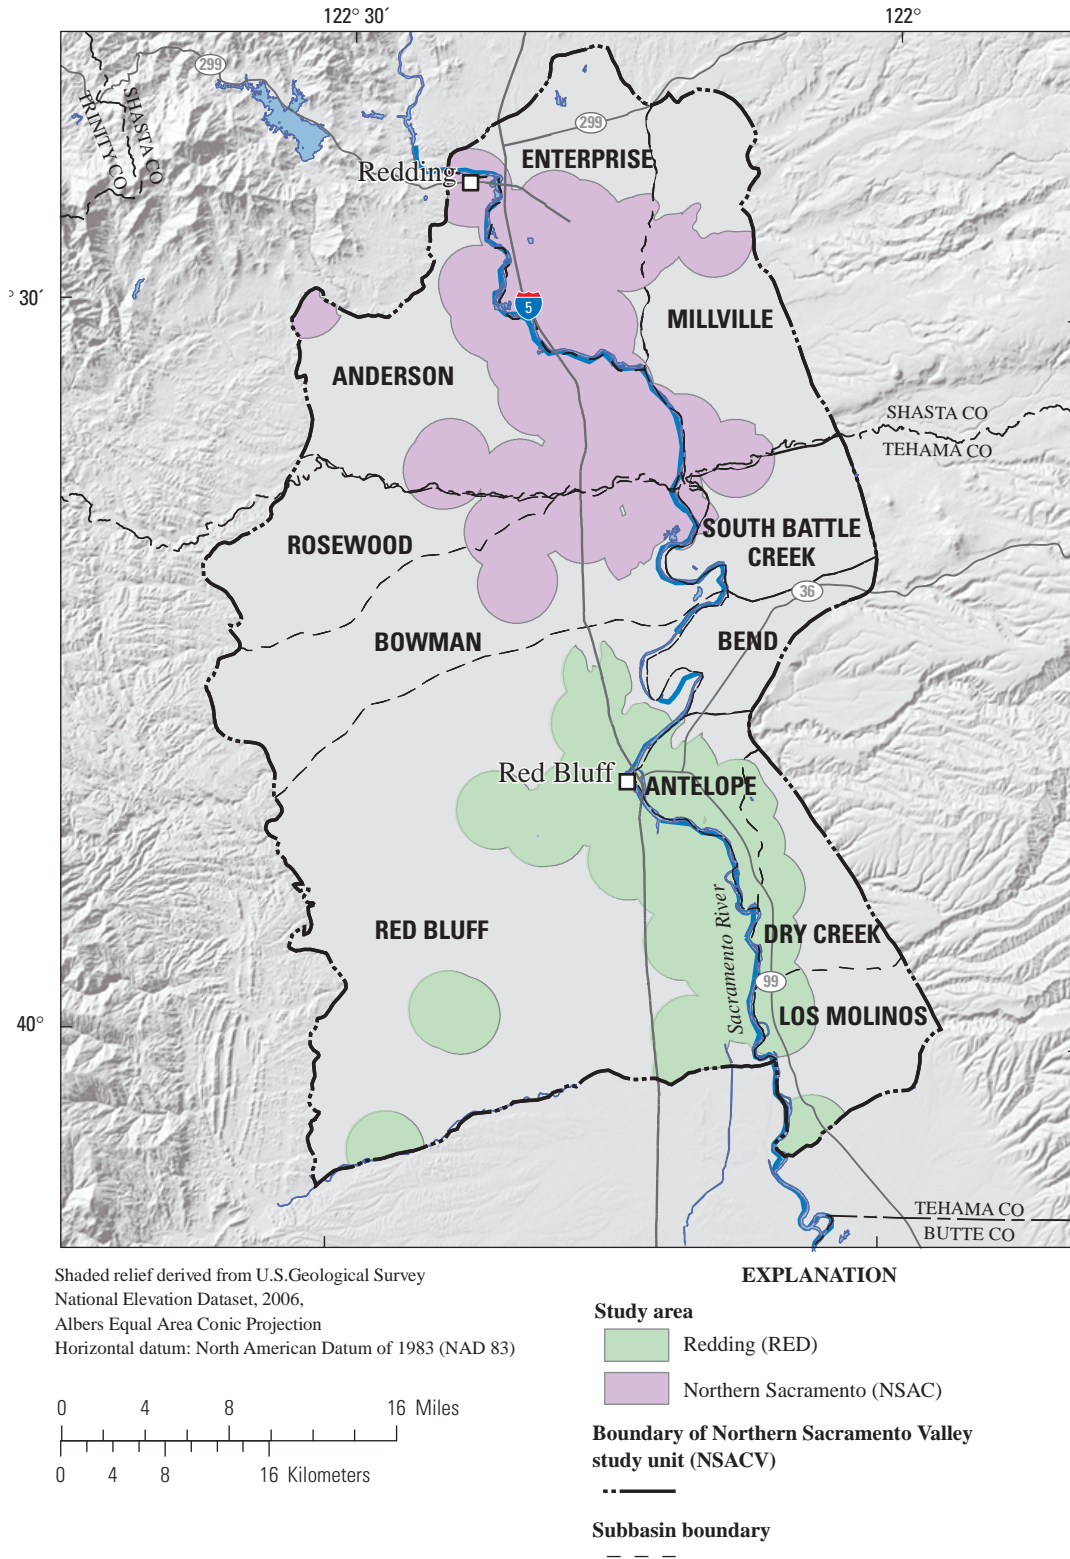 122° 30´
122°
299
SHASTA CO
TRINITY CO
299
ENTERPRISE
Redding
° 30´
5
MILLVILLE
ANDERSON
SHASTA CO
TEHAMA CO
SOUTH BATTLE
CREEK
ROSEWOOD
36
BOWMAN
BEND
Red Bluff
ANTELOPE
Sacramento River
RED BLUFF
DRY CREEK
99
LOS MOLINOS
40°
TEHAMA CO
BUTTE CO
Shaded relief derived from U.S.Geological Survey
National Elevation Dataset, 2006,
Albers Equal Area Conic Projection
Horizontal datum: North American Datum of 1983 (NAD 83)
0 4 8 16 Miles
0 4 8 16 Kilometers
EXPLANATION
Study area
Redding (RED)
Northern Sacramento (NSAC)
Boundary of Northern Sacramento Valley
study unit (NSACV)
Subbasin boundary